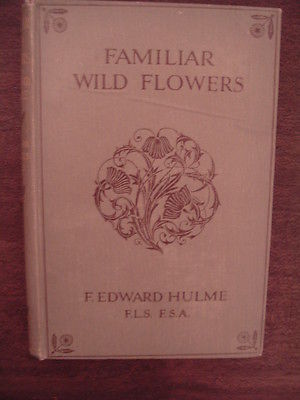 FAMILIAR
WILD FLOWERS
F. EDWARD HULME
F.L.S. F.S.A.